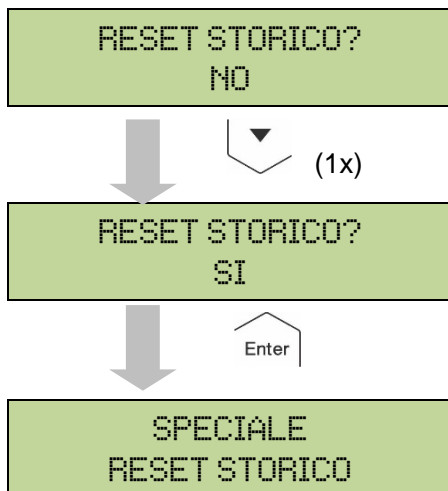 RESET STORICO?
NO
(1x)
RESET STORICO?
SI
Enter
SPECIALE
RESET STORICO